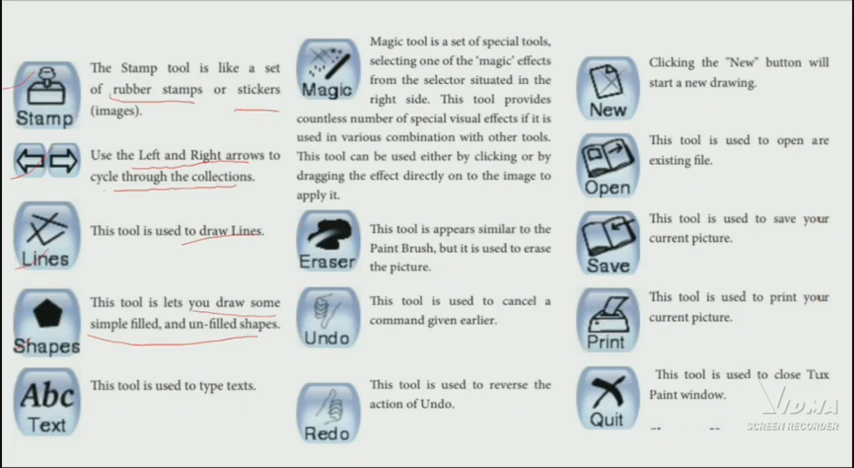 Stamp
The Stamp tool is like a set
of rubber stamps or stickers
(images).
Use the Left and Right arrows to
cycle through the collections.
Lines
This tool is used to draw Lines.
Shapes
This tool is lets you draw some
simple filled, and un-filled shapes.
Abc
Text
This tool is used to type texts.
Magic
Magic tool is a set of special tools,
selecting one of the 'magic' effects
from the selector situated in the
right side. This tool provides
countless number of special visual effects if it is
used in various combination with other tools.
This tool can be used either by clicking or by
dragging the effect directly on to the image to
apply it.
Eraser
This tool is appears similar to the
Paint Brush, but it is used to erase
the picture.
Undo
This tool is used to cancel a
command given earlier.
Redo
This tool is used to reverse the
action of Undo.
New
Clicking the "New" button will
start a new drawing.
Open
This tool is used to open are
existing file.
Save
This tool is used to save your
current picture.
Print
This tool is used to print your
current picture.
Quit
This tool is used to close Tux
Paint window.
VIDMA
SCREEN RECORDER